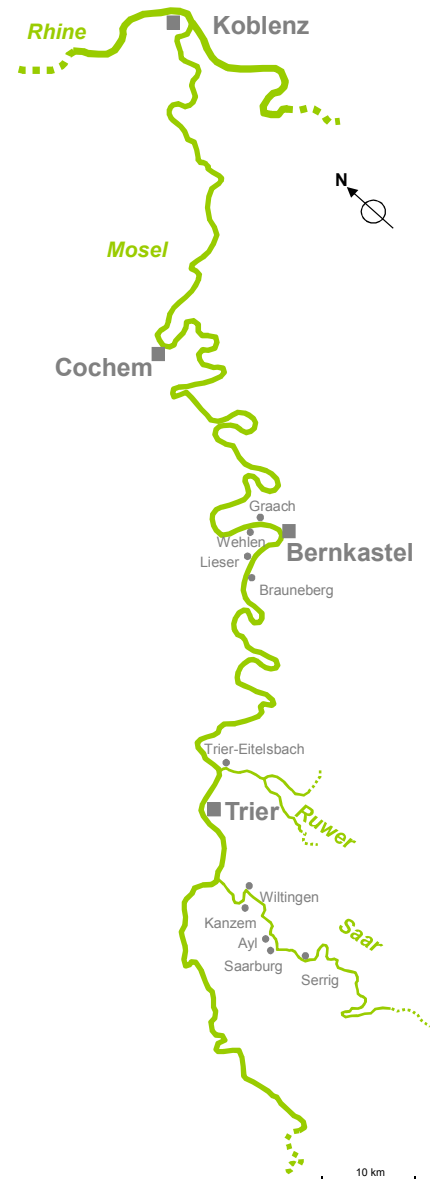 Koblenz
Rhine
N
Mosel
Cochem
Graach
Wehlen
Bernkastel
Lieser
Brauneberg
Trier-Eitelsbach
Trier
Ruwer
Wiltingen
Kanzem
Saar
Ayl
Saarburg
Serrig
10 km